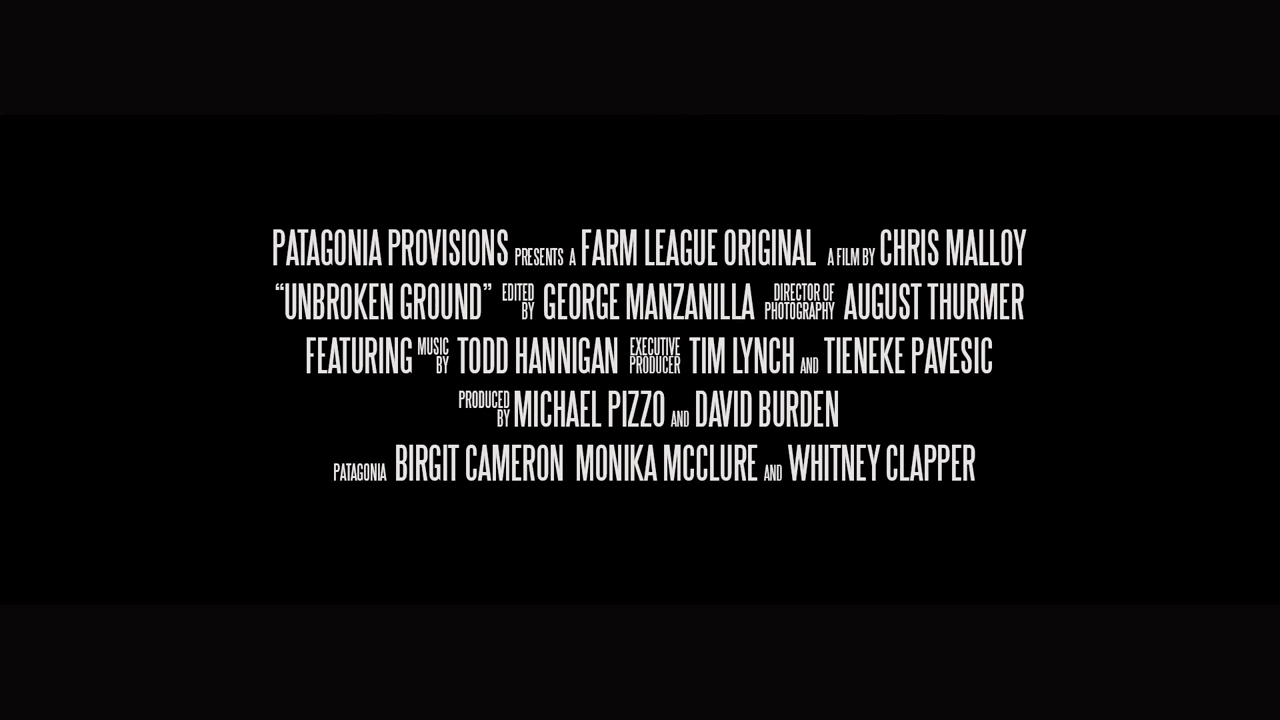 PATAGONIA PROVISIONS PRESENTS A FARM LEAGUE ORIGINAL A FILM BY CHRIS MALLOY
“UNBROKEN GROUND” EDITED BY GEORGE MANZANILLA DIRECTOR OF PHOTOGRAPHY AUGUST THURMER
FEATURING MUSIC BY TODD HANNIGAN EXECUTIVE PRODUCER TIM LYNCH AND TIENEKE PAVESIC
PRODUCED BY MICHAEL PIZZO AND DAVID BURDEN
PATAGONIA BIRGIT CAMERON MONIKA MCCLURE AND WHITNEY CLAPPER